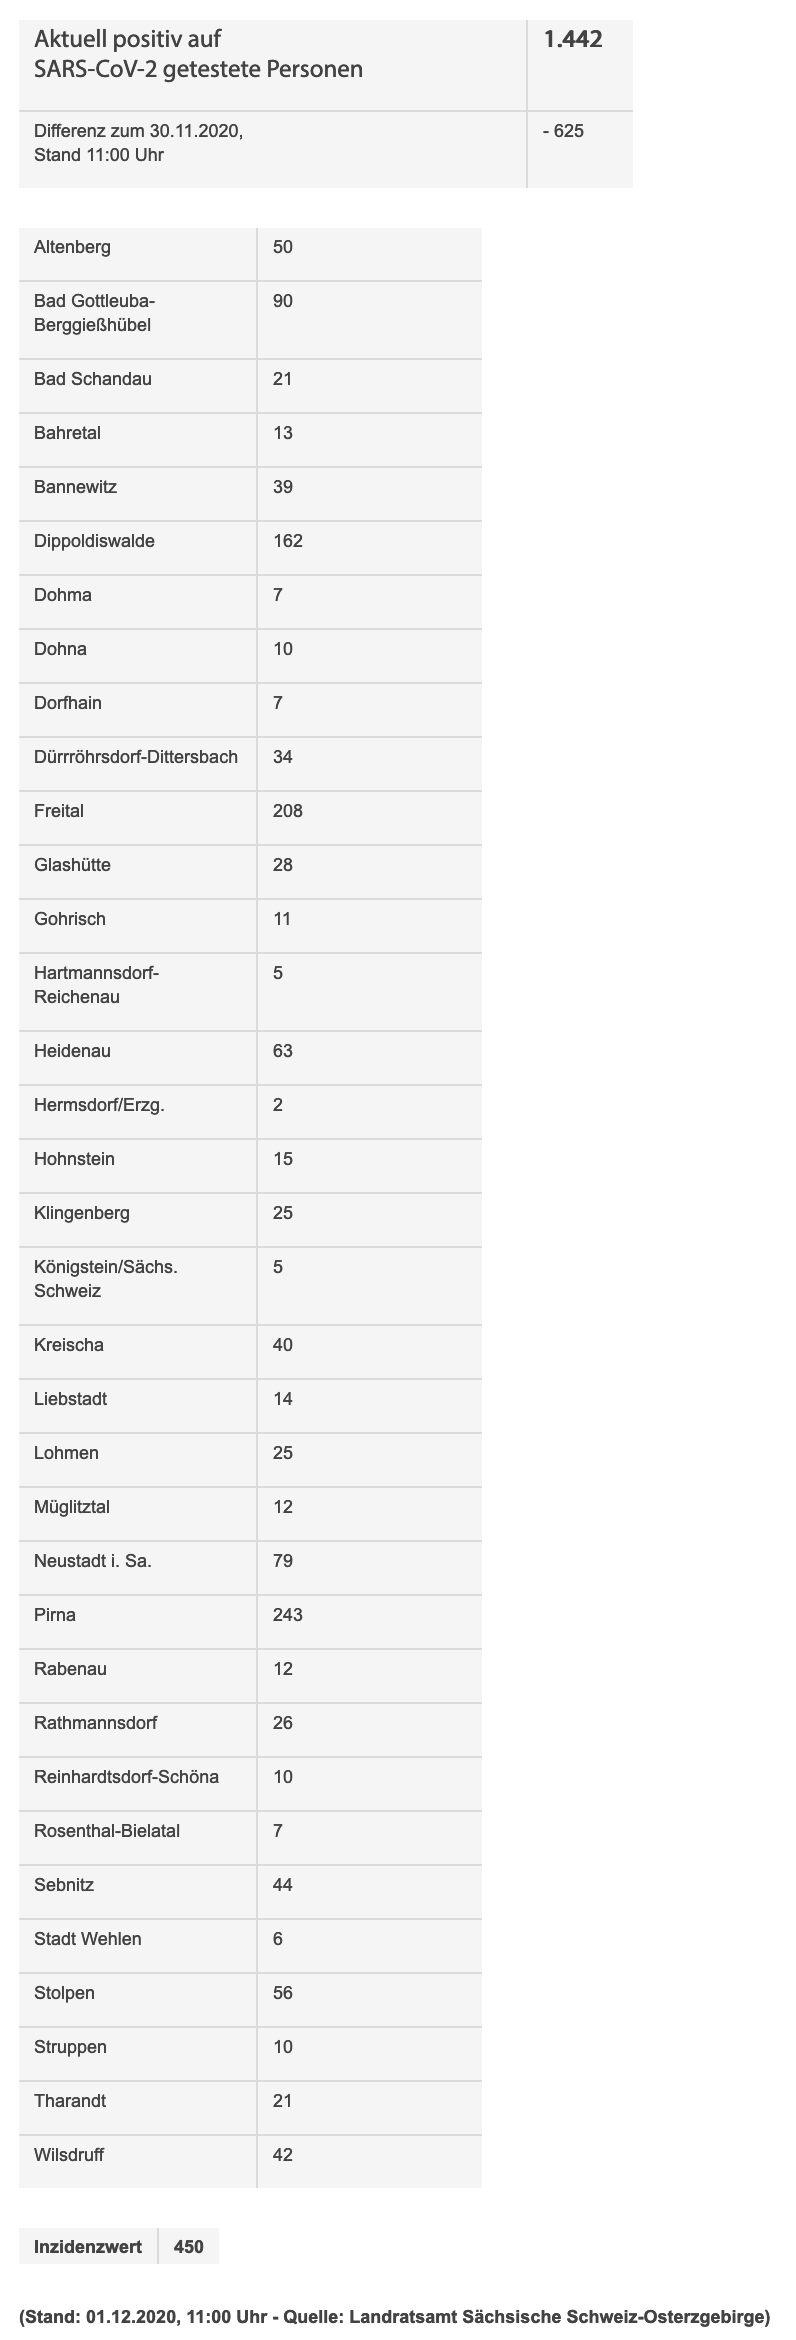 Aktuell positiv auf
SARS-CoV-2 getestete Personen
1.442
Differenz zum 30.11.2020,
Stand 11:00 Uhr
- 625
Altenberg 50
Bad Gottleuba-
Berggießhübel
90
Bad Schandau 21
Bahretal 13
Bannewitz 39
Dippoldiswalde 162
Dohma 7
Dohna 10
Dorfhain 7
Dürrröhrsdorf-Dittersbach 34
Freital 208
Glashütte 28
Gohrisch 11
Hartmannsdorf-
Reichenau
5
Heidenau 63
Hermsdorf/Erzg. 2
Hohnstein 15
Klingenberg 25
Königstein/Sächs.
Schweiz
5
Kreischa 40
Liebstadt 14
Lohmen 25
Müglitztal 12
Neustadt i. Sa. 79
Pirna 243
Rabenau 12
Rathmannsdorf 26
Reinhardtsdorf-Schöna 10
Rosenthal-Bielatal 7
Sebnitz 44
Stadt Wehlen 6
Stolpen 56
Struppen 10
Tharandt 21
Wilsdruff 42
Inzidenzwert 450
(Stand: 01.12.2020, 11:00 Uhr - Quelle: Landratsamt Sächsische Schweiz-Osterzgebirge)